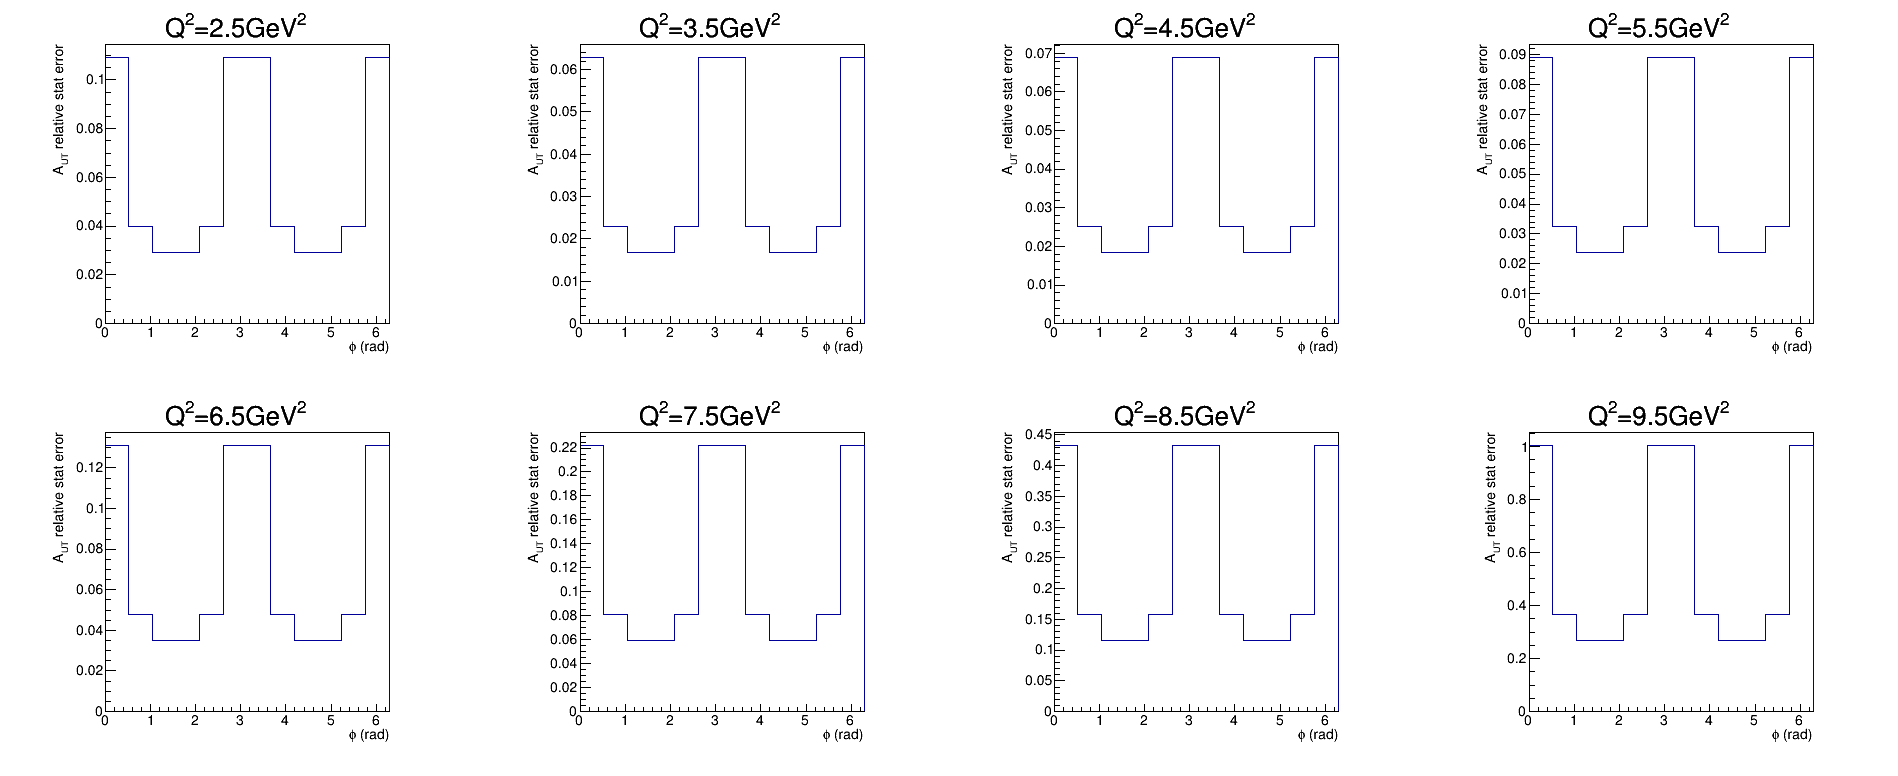 Q²=2.5GeV²
A_UT relative stat error
0.1
0.08
0.06
0.04
0.02
0
0 1 2 3 4 5 6
ϕ (rad)
Q²=3.5GeV²
A_UT relative stat error
0.06
0.05
0.04
0.03
0.02
0.01
0
0 1 2 3 4 5 6
ϕ (rad)
Q²=4.5GeV²
A_UT relative stat error
0.07
0.06
0.05
0.04
0.03
0.02
0.01
0
0 1 2 3 4 5 6
ϕ (rad)
Q²=5.5GeV²
A_UT relative stat error
0.09
0.08
0.07
0.06
0.05
0.04
0.03
0.02
0.01
0
0 1 2 3 4 5 6
ϕ (rad)
Q²=6.5GeV²
A_UT relative stat error
0.12
0.1
0.08
0.06
0.04
0.02
0
0 1 2 3 4 5 6
ϕ (rad)
Q²=7.5GeV²
A_UT relative stat error
0.22
0.2
0.18
0.16
0.14
0.12
0.1
0.08
0.06
0.04
0.02
0
0 1 2 3 4 5 6
ϕ (rad)
Q²=8.5GeV²
A_UT relative stat error
0.45
0.4
0.35
0.3
0.25
0.2
0.15
0.1
0.05
0
0 1 2 3 4 5 6
ϕ (rad)
Q²=9.5GeV²
A_UT relative stat error
1
0.8
0.6
0.4
0.2
0
0 1 2 3 4 5 6
ϕ (rad)